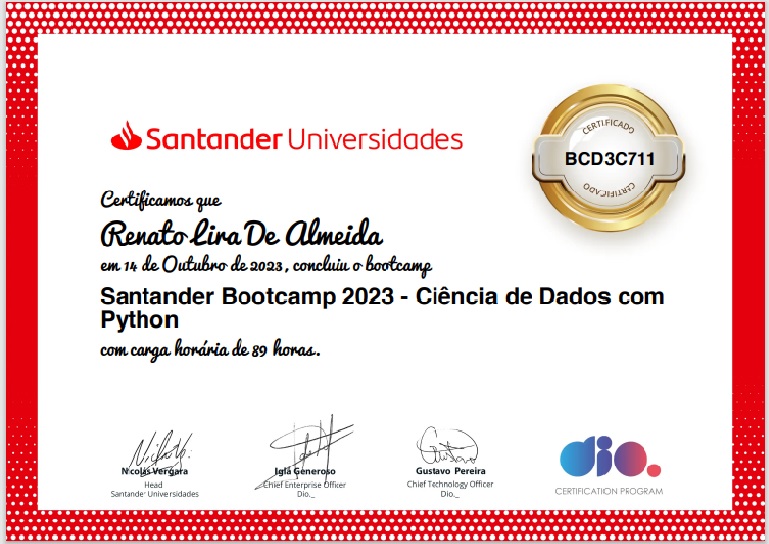 Santander Universidades
CERTIFICADO
BCD3C711
CERTIFICADO
Certificamos que
Renato Lira De Almeida
em 14 de Outubro de 2023, concluiu o bootcamp
Santander Bootcamp 2023 - Ciência de Dados com
Python
com carga horária de 89 horas.
Nicolás Vergara
Head
Santander Universidades
Iglá Generoso
Chief Enterprise Officer
Dio._
Gustavo Pereira
Chief Technology Officer
Dio._
dio.
CERTIFICATION PROGRAM